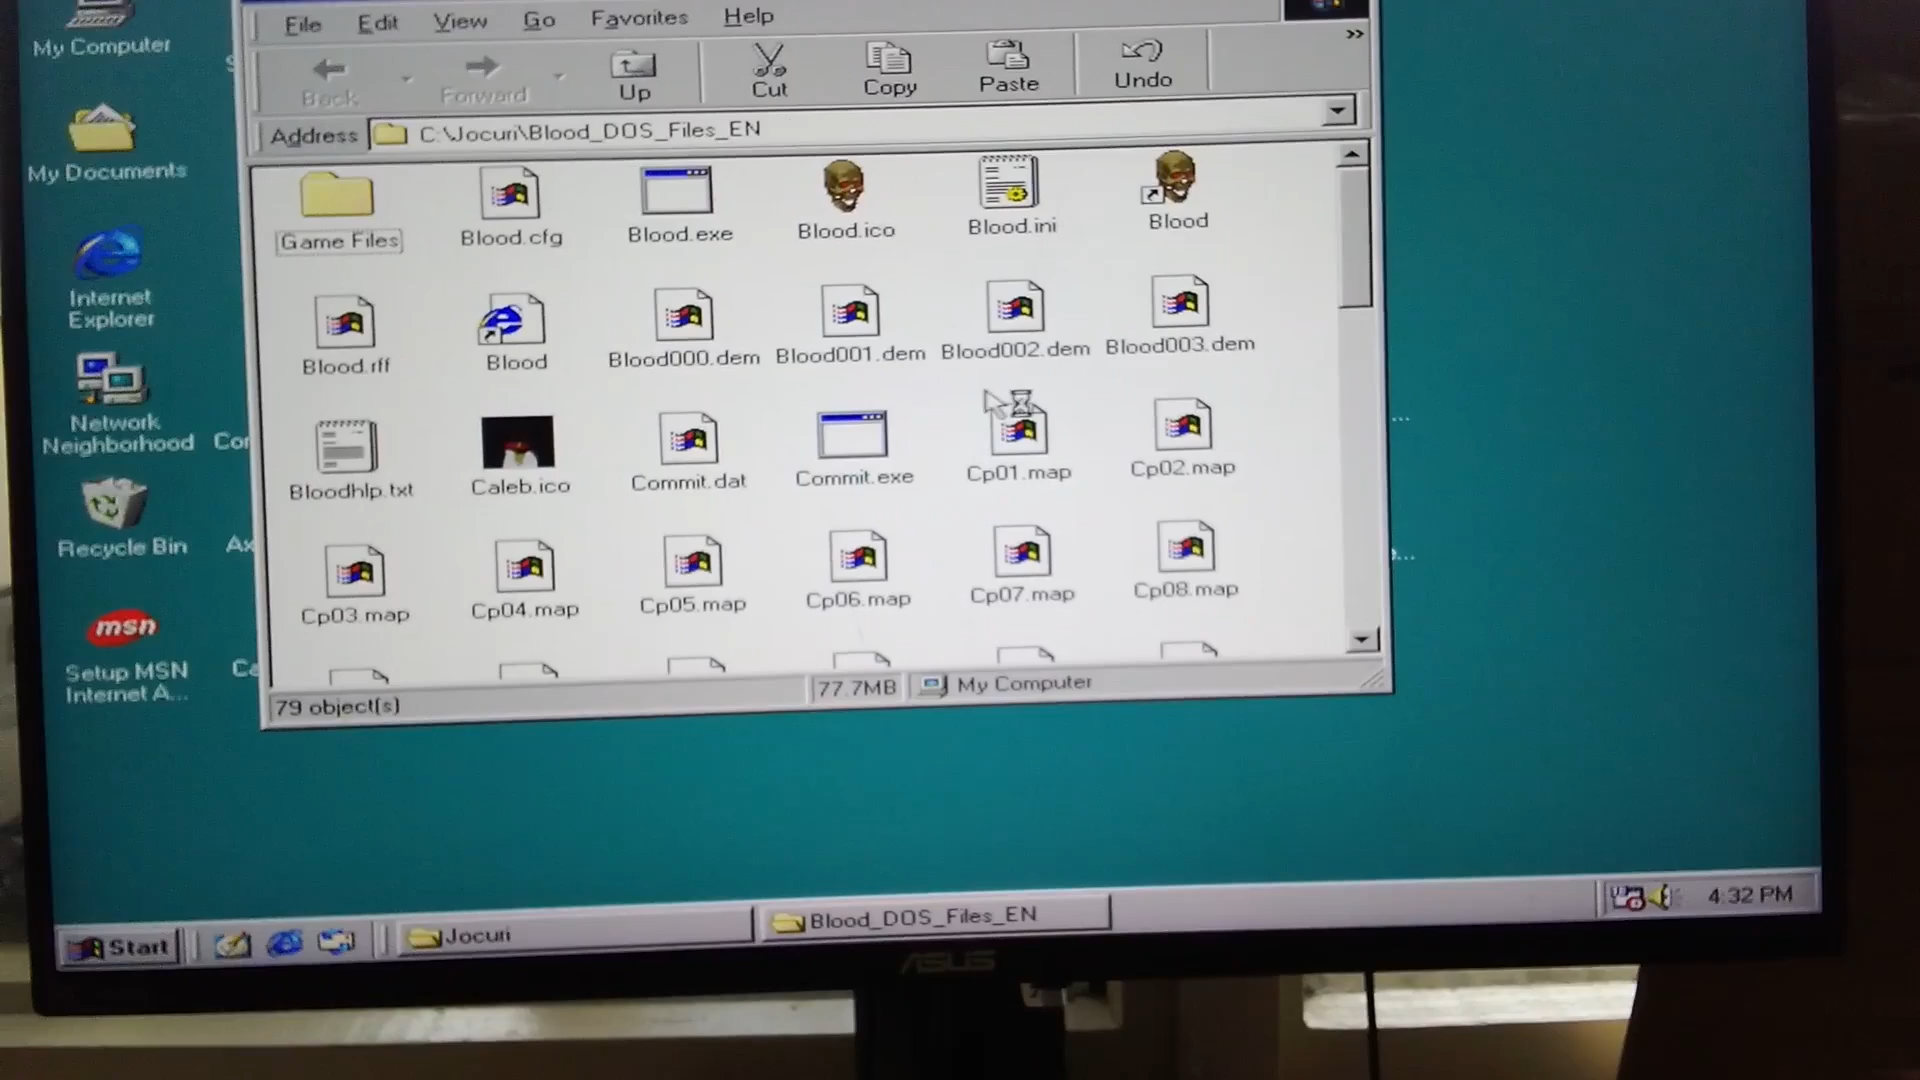 File Edit View Go Favorites Help
Back Forward Up Cut Copy Paste Undo
Address C:\Jocuri\Blood_DOS_Files_EN
My Computer
My Documents
Internet
Explorer
Network
Neighborhood
Recycle Bin
msn
Setup MSN
Internet A...
Game Files Blood.cfg Blood.exe Blood.ico Blood.ini Blood
Blood.rff Blood Blood000.dem Blood001.dem Blood002.dem Blood003.dem
Bloodhlp.txt Caleb.ico Commit.dat Commit.exe Cp01.map Cp02.map
Cp03.map Cp04.map Cp05.map Cp06.map Cp07.map Cp08.map
79 object(s) 77.7MB My Computer
Start Jocuri Blood_DOS_Files_EN 4:32 PM
ASUS